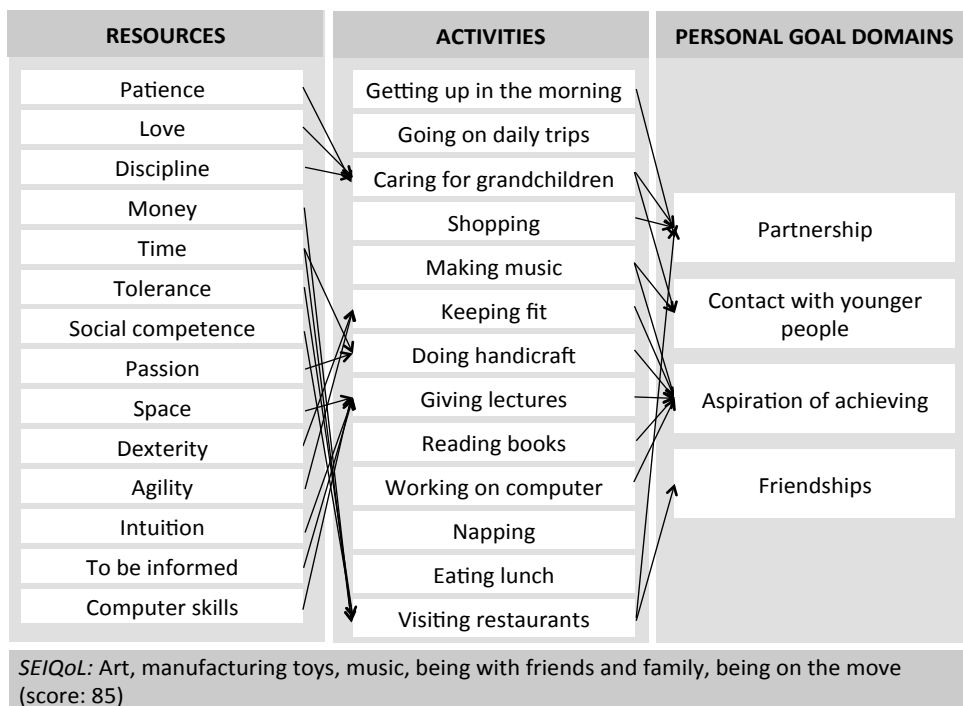 RESOURCES
Patience
Love
Discipline
Money
Time
Tolerance
Social competence
Passion
Space
Dexterity
Agility
Intuition
To be informed
Computer skills
ACTIVITIES
Getting up in the morning
Going on daily trips
Caring for grandchildren
Shopping
Making music
Keeping fit
Doing handicraft
Giving lectures
Reading books
Working on computer
Napping
Eating lunch
Visiting restaurants
PERSONAL GOAL DOMAINS
Partnership
Contact with younger
people
Aspiration of achieving
Friendships
SEIQoL: Art, manufacturing toys, music, being with friends and family, being on the move
(score: 85)